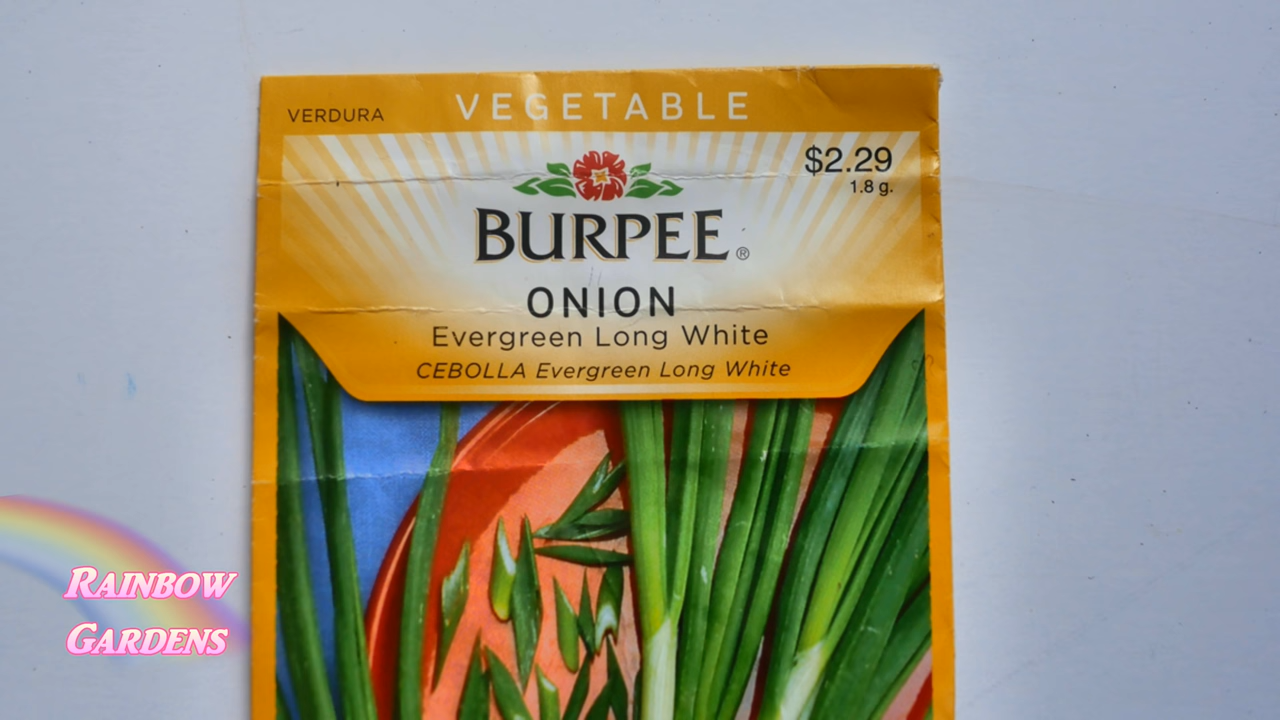 VERDURA
VEGETABLE
$2.29
1.8 g.
BURPEE®
ONION
Evergreen Long White
CEBOLLA Evergreen Long White
RAINBOW
GARDENS